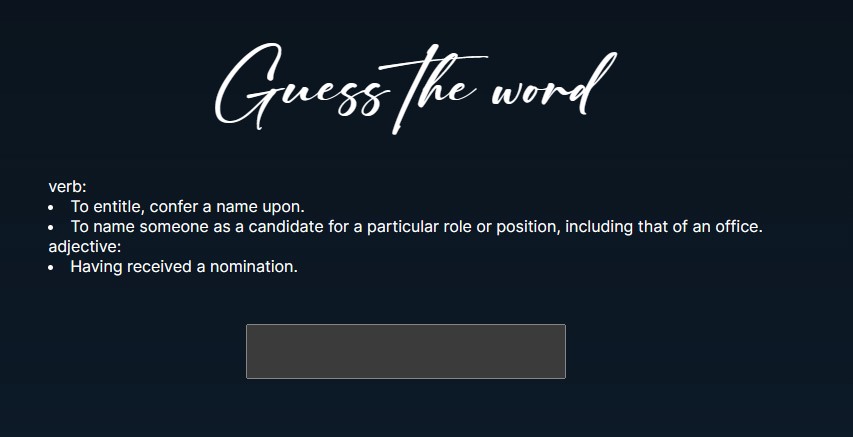 Guess The word
verb:
• To entitle, confer a name upon.
• To name someone as a candidate for a particular role or position, including that of an office.
adjective:
• Having received a nomination.